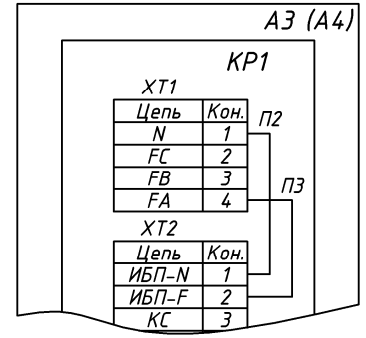 А3 (А4)
КР1
ХТ1
Цепь Кон.
N 1
FC 2
FB 3
FA 4
П2
П3
ХТ2
Цепь Кон.
ИБП-N 1
ИБП-F 2
КС 3